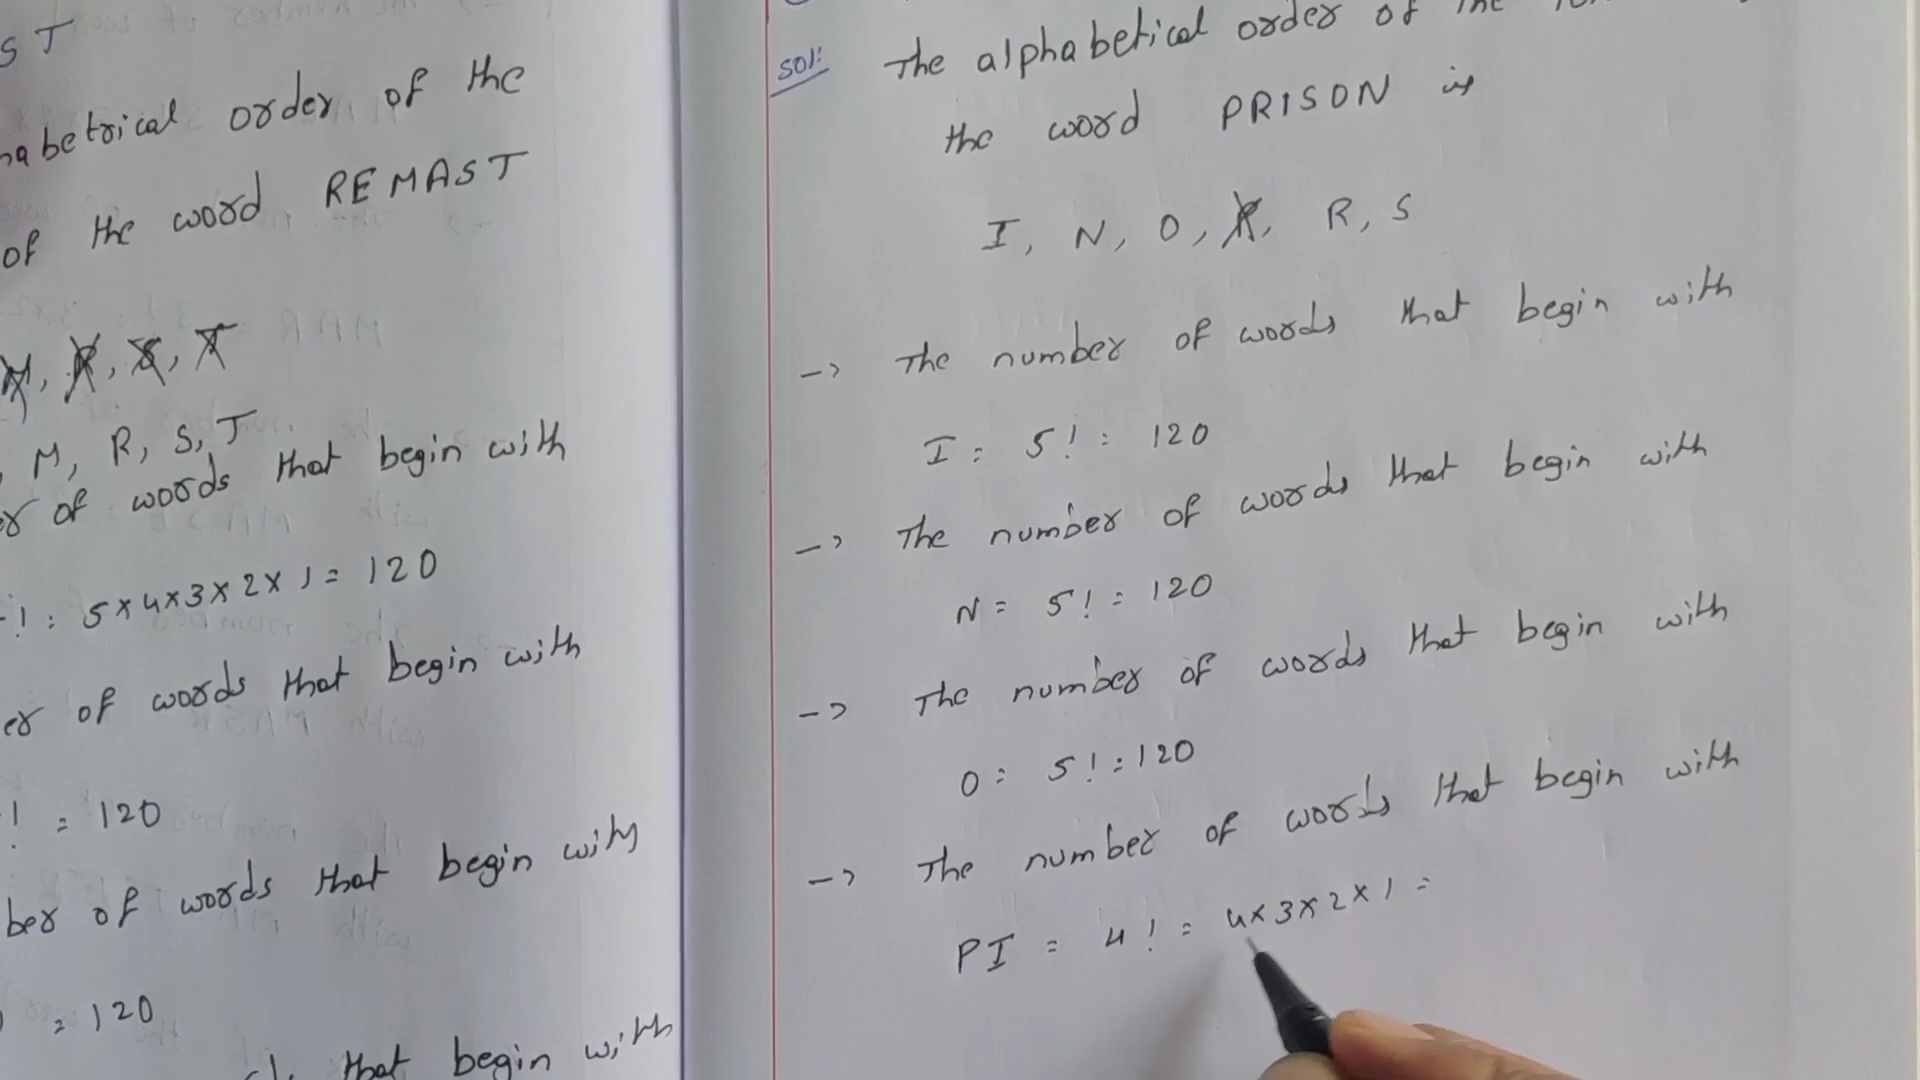 ST
order of the
of the word REMAST
M, R, S, T
M, R, S, T
of words that begin with
! = 5×4×3×2×1 = 120
of words that begin with
! = 120
of words that begin with
= 120
that begin with
Sol: The alphabetical order of the
the word PRISON is
I, N, O, P, R, S
-> The number of words that begin with
I = 5! = 120
-> The number of words that begin with
N = 5! = 120
-> The number of words that begin with
O = 5! = 120
-> The number of words that begin with
PI = 4! = 4×3×2×1 =